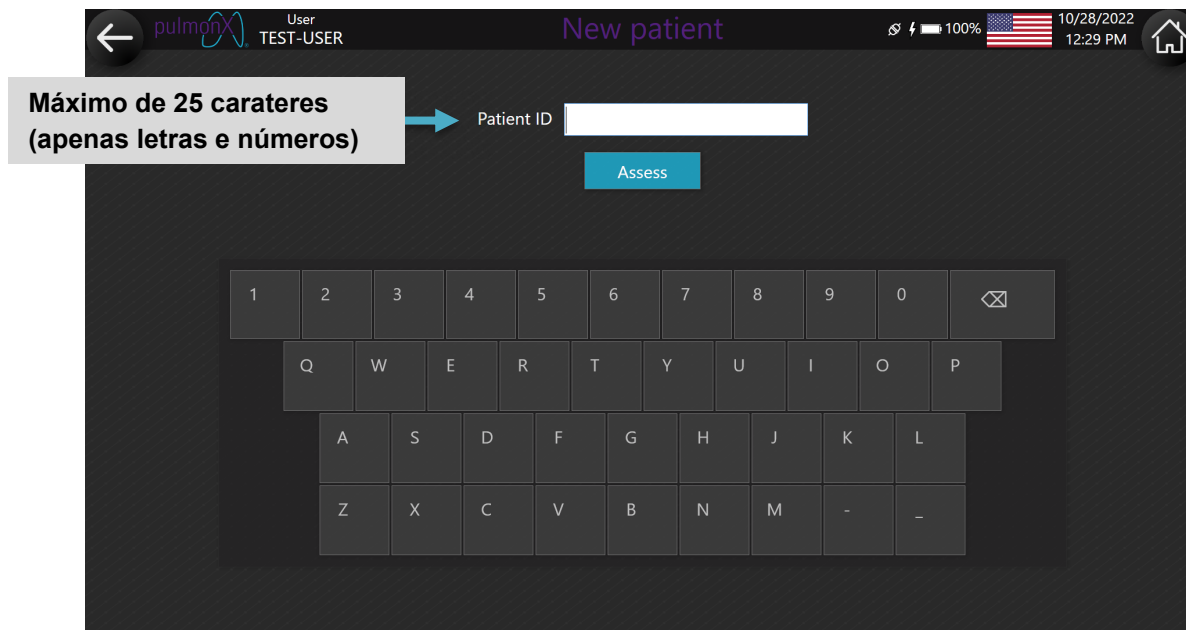 pulmonX
User
TEST-USER
New patient
100%
10/28/2022
12:29 PM
Máximo de 25 carateres
(apenas letras e números)
Patient ID
Assess
1 2 3 4 5 6 7 8 9 0
Q W E R T Y U I O P
A S D F G H J K L
Z X C V B N M - _